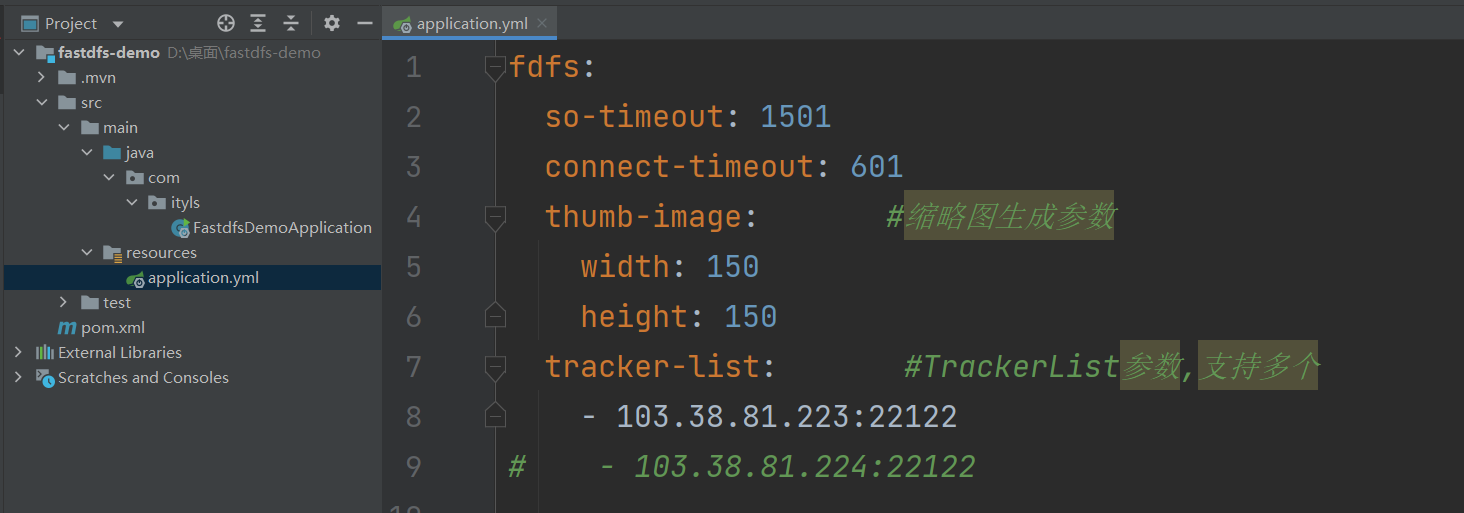 Project
fastdfs-demo D:\桌面\fastdfs-demo
.mvn
src
main
java
com
ityls
FastdfsDemoApplication
resources
application.yml
test
pom.xml
External Libraries
Scratches and Consoles
application.yml
1 fdfs:
2 so-timeout: 1501
3 connect-timeout: 601
4 thumb-image: #缩略图生成参数
5 width: 150
6 height: 150
7 tracker-list: #TrackerList参数,支持多个
8 - 103.38.81.223:22122
9 # - 103.38.81.224:22122